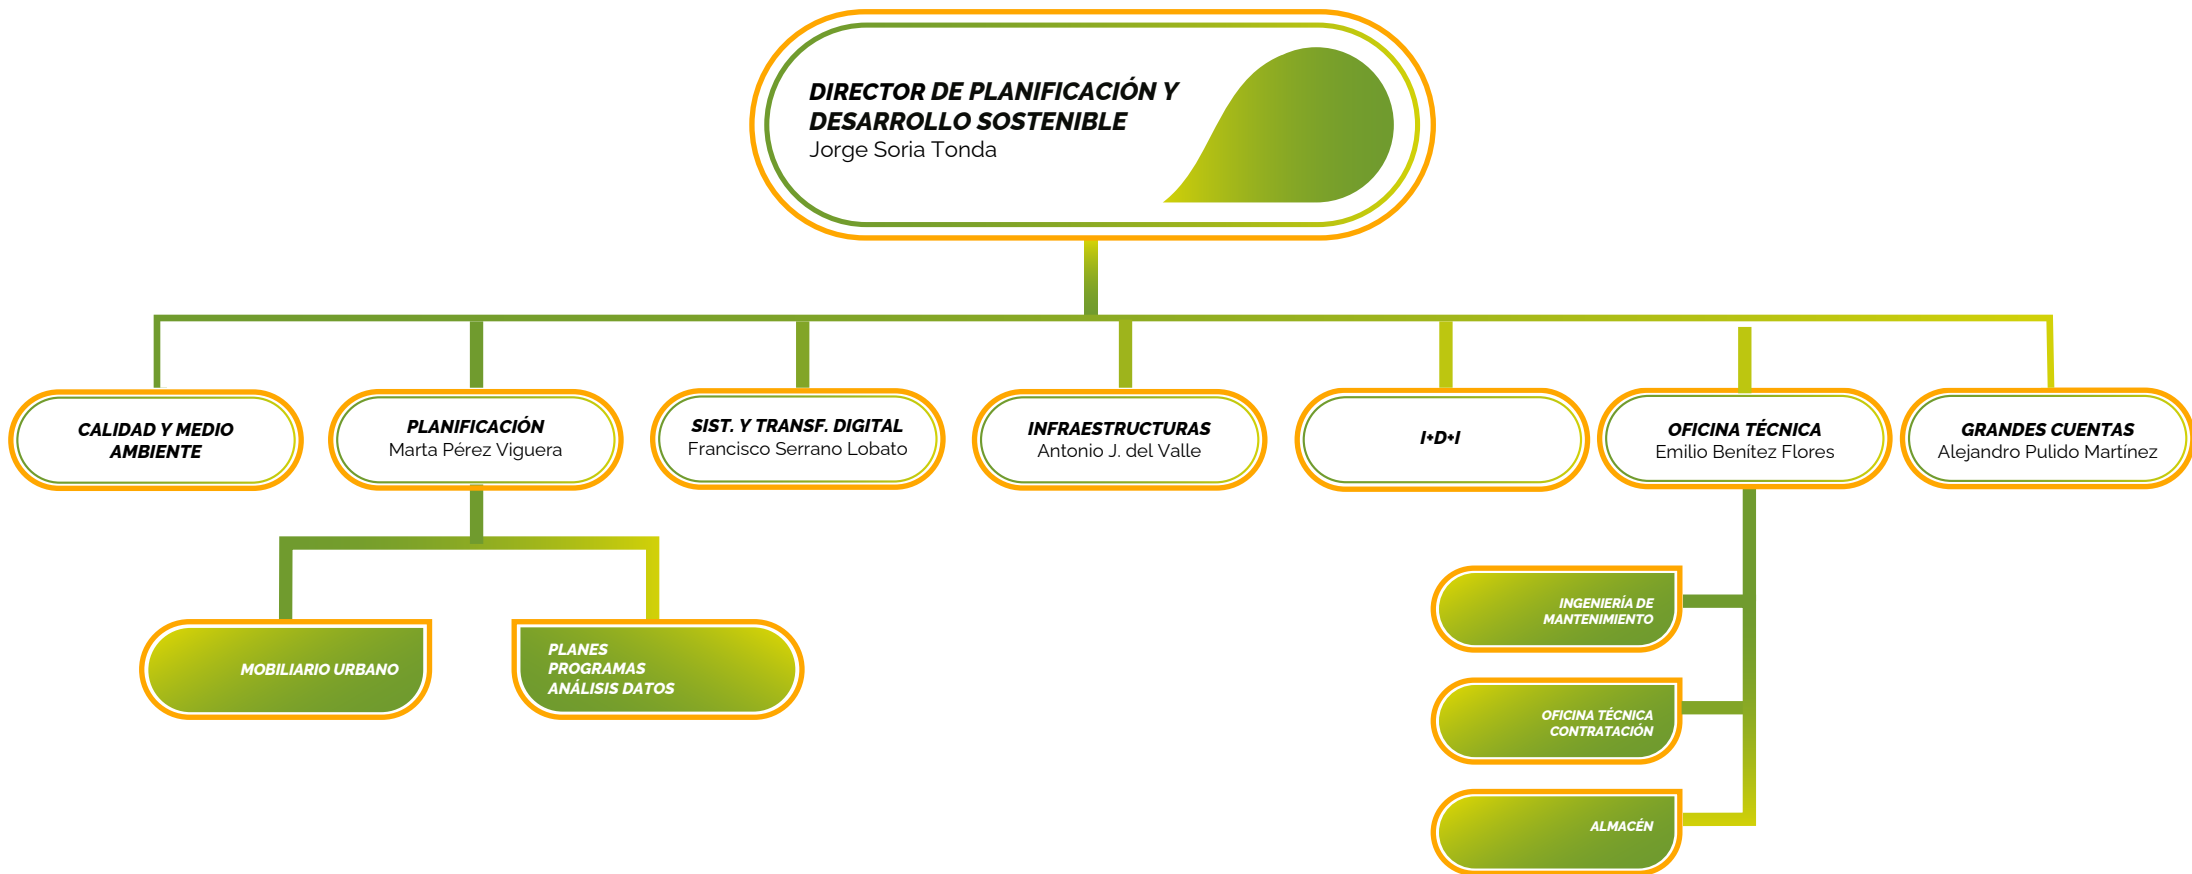 DIRECTOR DE PLANIFICACIÓN Y
DESARROLLO SOSTENIBLE
Jorge Soria Tonda
CALIDAD Y MEDIO
AMBIENTE
PLANIFICACIÓN
Marta Pérez Viguera
SIST. Y TRANSF. DIGITAL
Francisco Serrano Lobato
INFRAESTRUCTURAS
Antonio J. del Valle
I+D+I
OFICINA TÉCNICA
Emilio Benítez Flores
GRANDES CUENTAS
Alejandro Pulido Martínez
MOBILIARIO URBANO
PLANES
PROGRAMAS
ANÁLISIS DATOS
INGENIERÍA DE
MANTENIMIENTO
OFICINA TÉCNICA
CONTRATACIÓN
ALMACÉN